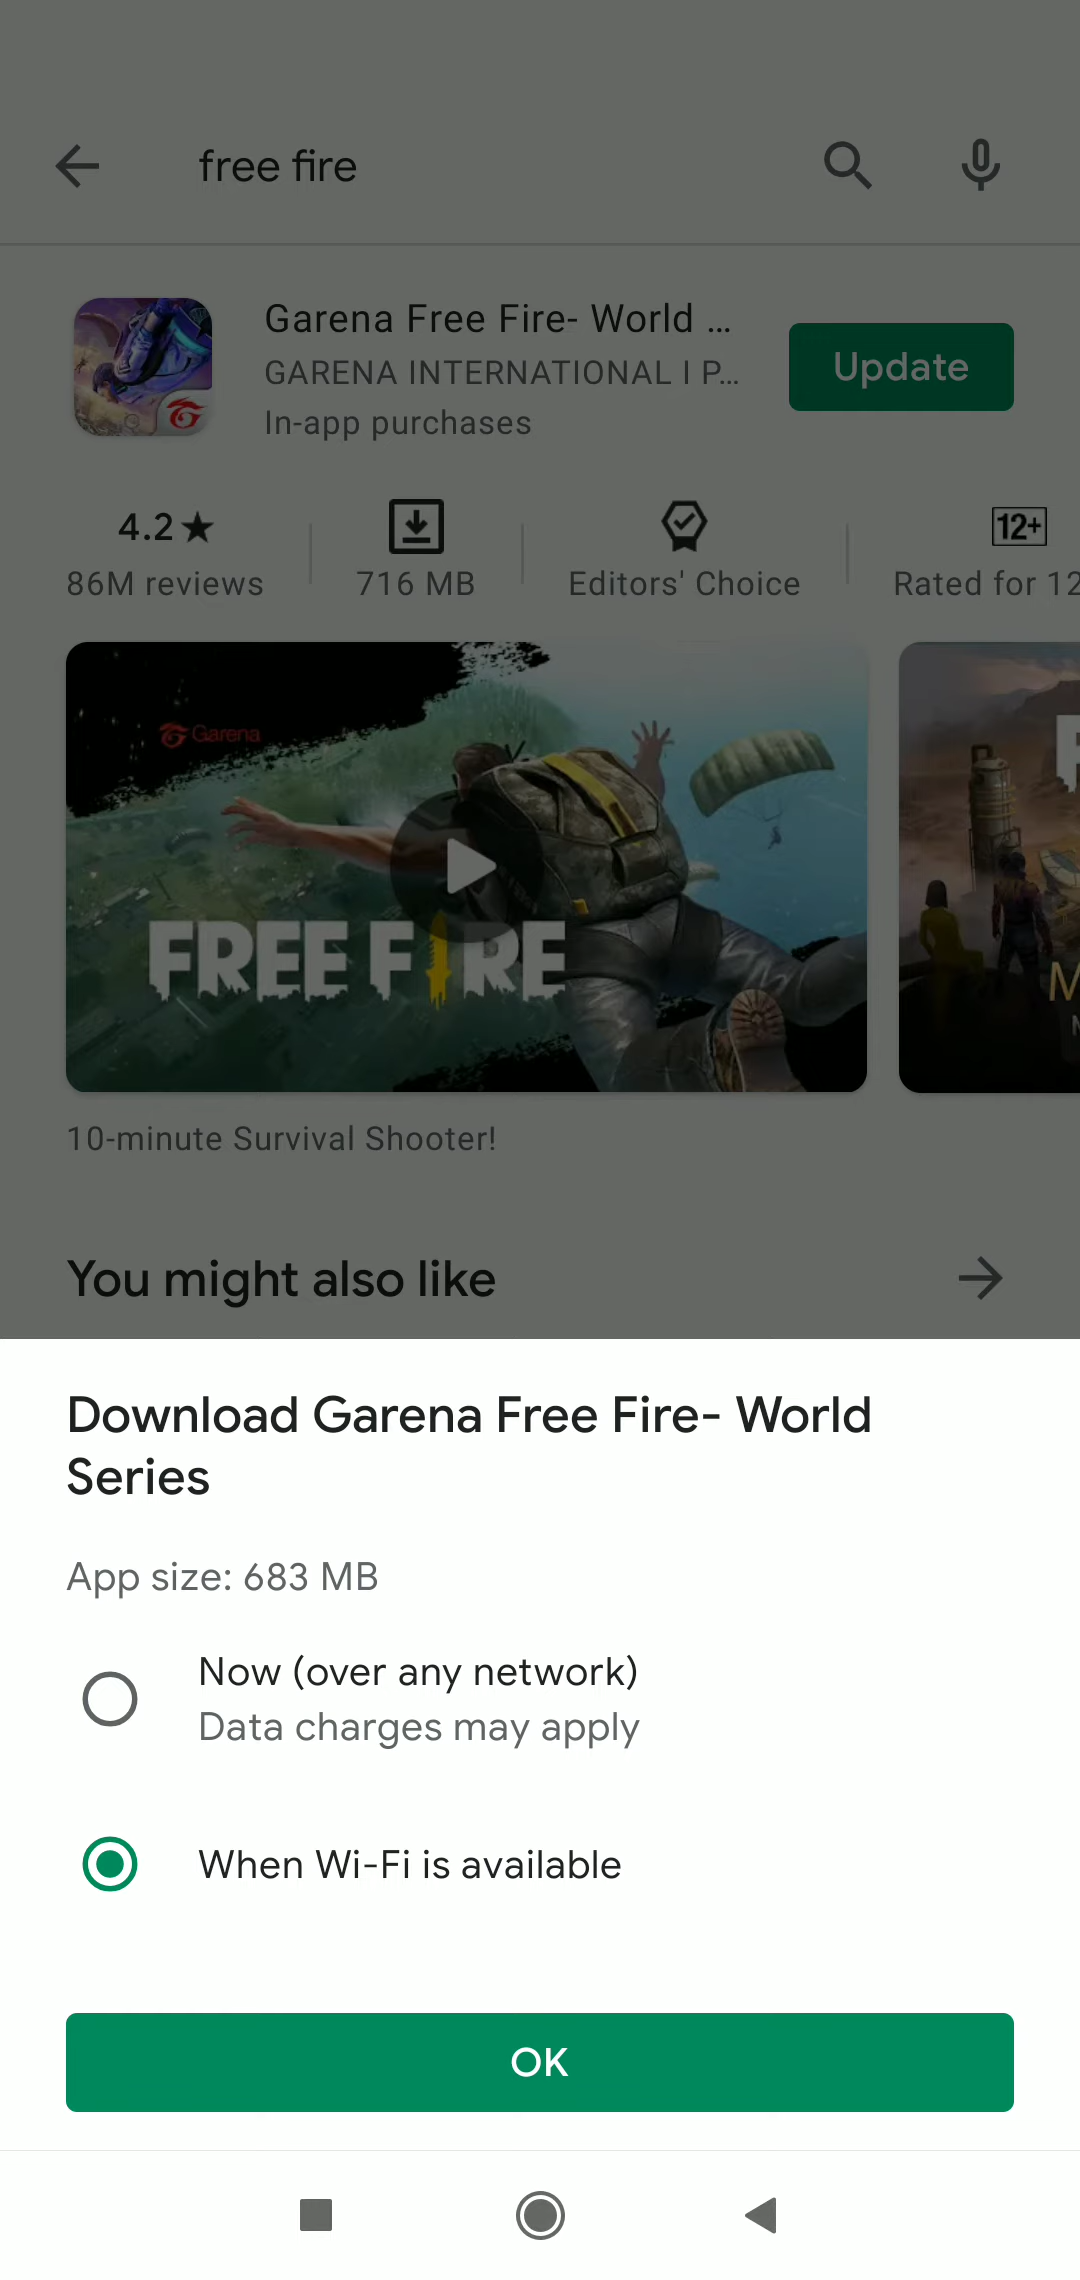 free fire
Garena Free Fire- World ...
GARENA INTERNATIONAL I P...
Update
In-app purchases
4.2★
12+
86M reviews
716 MB
Editors' Choice
Rated for 12
Garena
FREE FIRE
10-minute Survival Shooter!
You might also like
Download Garena Free Fire- World
Series
App size: 683 MB
Now (over any network)
Data charges may apply
When Wi-Fi is available
OK